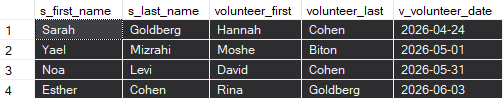 s_first_name s_last_name volunteer_first volunteer_last v_volunteer_date
1 Sarah Goldberg Hannah Cohen 2026-04-24
2 Yael Mizrahi Moshe Biton 2026-05-01
3 Noa Levi David Cohen 2026-05-31
4 Esther Cohen Rina Goldberg 2026-06-03